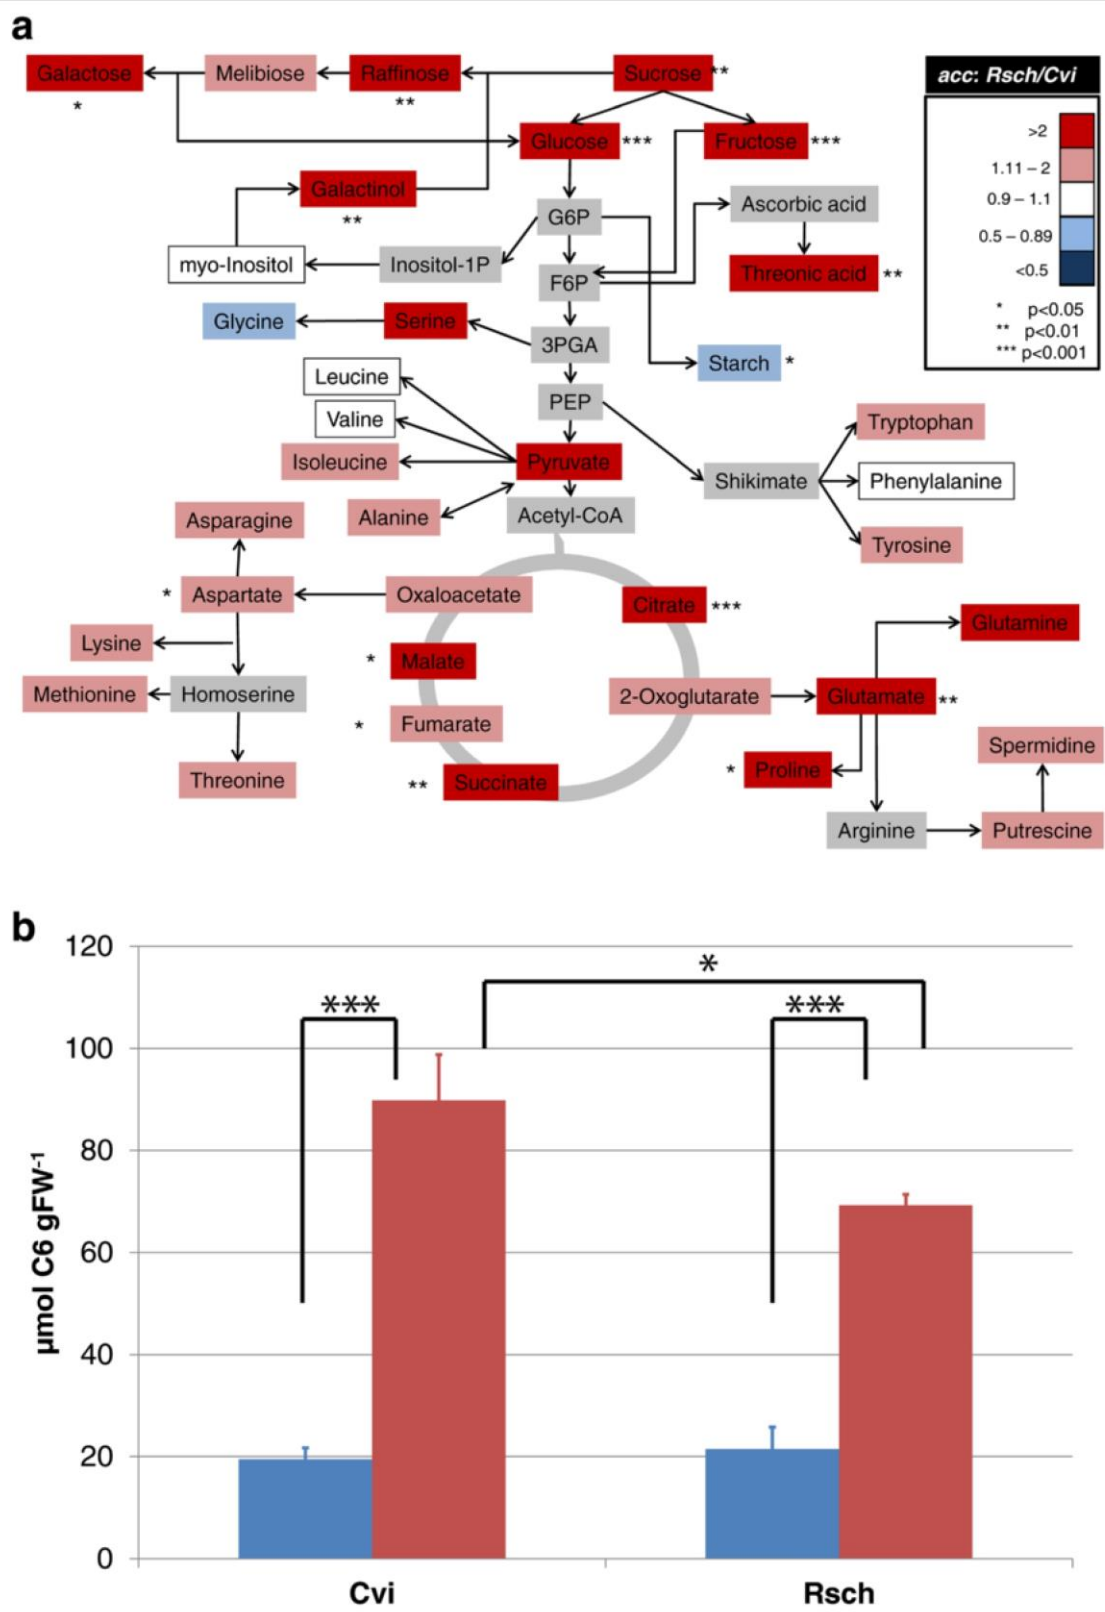 a
Galactose
Melibiose
Raffinose
Sucrose **
acc: Rsch/Cvi
*
**
>2
1.11 – 2
0.9 – 1.1
0.5 – 0.89
<0.5
* p<0.05
** p<0.01
*** p<0.001
Glucose ***
Fructose ***
Galactinol
**
G6P
Ascorbic acid
myo-Inositol
Inositol-1P
F6P
Threonic acid **
Glycine
Serine
3PGA
Starch *
Leucine
PEP
Valine
Tryptophan
Isoleucine
Pyruvate
Shikimate
Phenylalanine
Asparagine
Alanine
Acetyl-CoA
Tyrosine
* Aspartate
Oxaloacetate
Citrate ***
Glutamine
Lysine
* Malate
Methionine
Homoserine
2-Oxoglutarate
Glutamate **
* Fumarate
Spermidine
Threonine
** Succinate
* Proline
Arginine
Putrescine
b
120
100
80
60
40
20
0
µmol C6 gFW-1
***
*
***
Cvi
Rsch